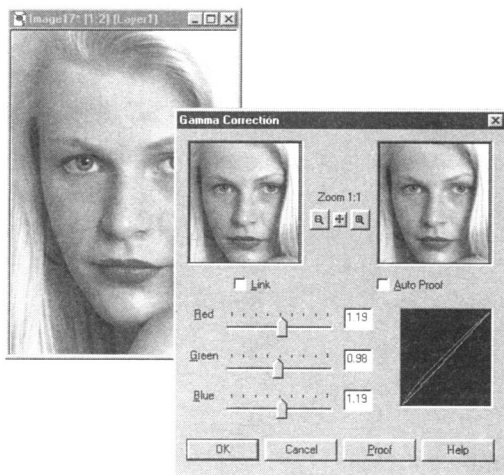 Image17* [1:2] (Layer1)
Gamma Correction
Zoom 1:1
Link
Auto Proof
Red
1.19
Green
0.98
Blue
1.19
OK
Cancel
Proof
Help